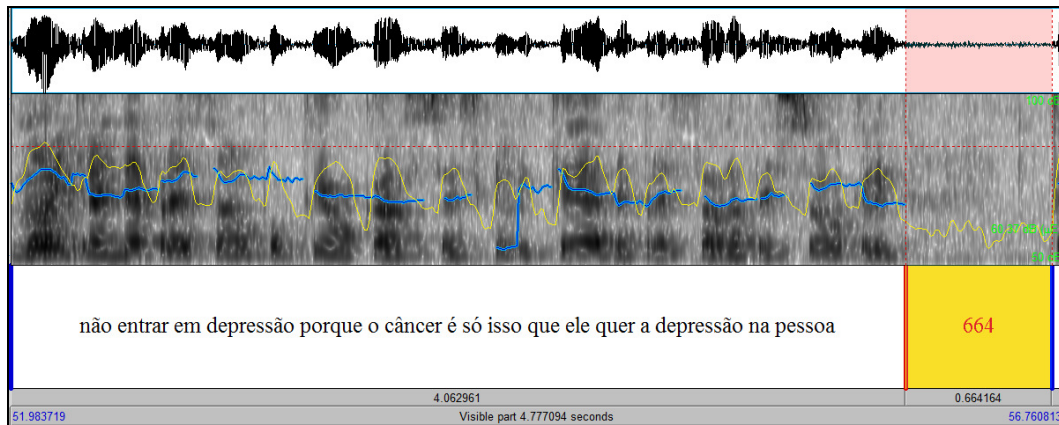 não entrar em depressão porque o câncer é só isso que ele quer a depressão na pessoa
664
4.062961
0.664164
51.983719
Visible part 4.777094 seconds
56.760813